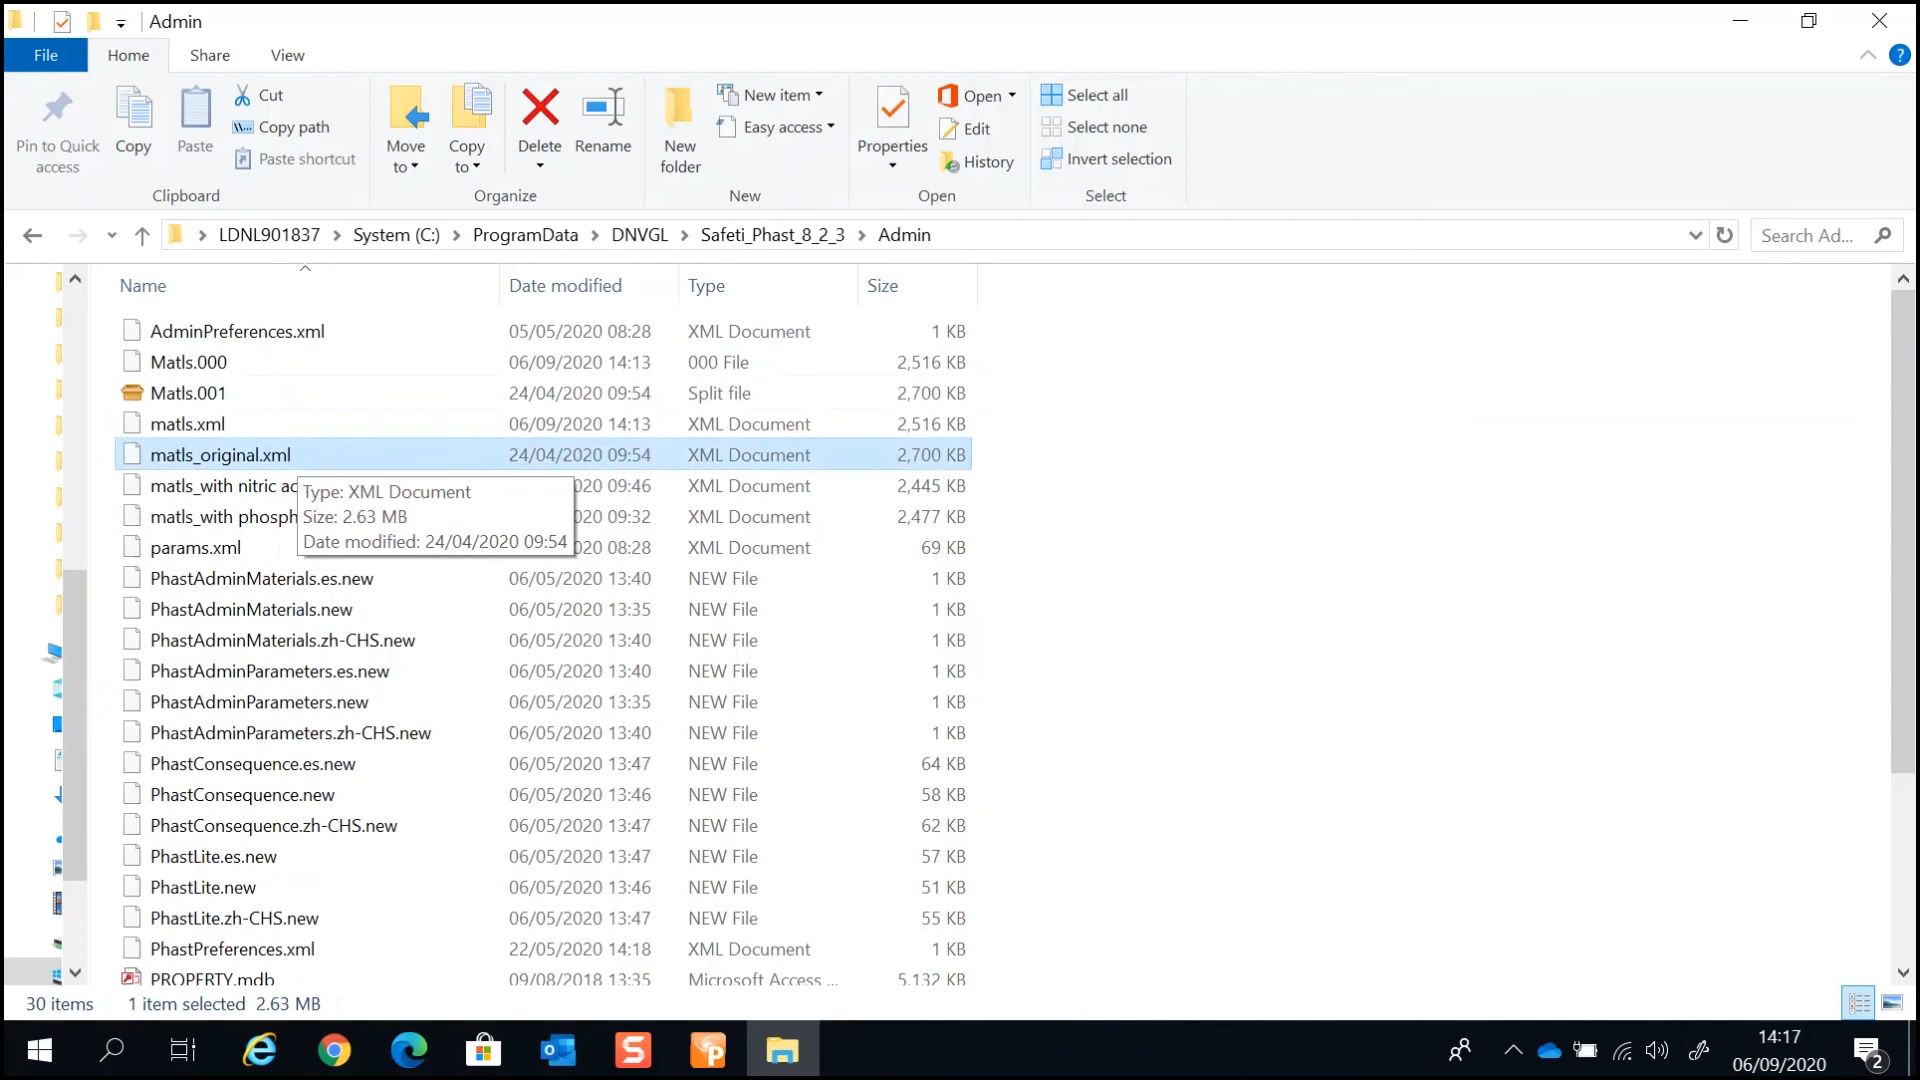 Admin
File Home Share View
Pin to Quick access
Copy
Paste
Cut
Copy path
Paste shortcut
Clipboard
Move to
Copy to
Delete
Rename
Organize
New folder
New item
Easy access
New
Properties
Open
Edit
History
Open
Select all
Select none
Invert selection
Select
LDNL901837 System (C:) ProgramData DNVGL Safeti_Phast_8_2_3 Admin
Search Ad...
Name Date modified Type Size
AdminPreferences.xml 05/05/2020 08:28 XML Document 1 KB
Matls.000 06/09/2020 14:13 000 File 2,516 KB
Matls.001 24/04/2020 09:54 Split file 2,700 KB
matls.xml 06/09/2020 14:13 XML Document 2,516 KB
matls_original.xml 24/04/2020 09:54 XML Document 2,700 KB
matls_with nitric ac 020 09:46 XML Document 2,445 KB
matls_with phosph 020 09:32 XML Document 2,477 KB
params.xml 020 08:28 XML Document 69 KB
Type: XML Document
Size: 2.63 MB
Date modified: 24/04/2020 09:54
PhastAdminMaterials.es.new 06/05/2020 13:40 NEW File 1 KB
PhastAdminMaterials.new 06/05/2020 13:35 NEW File 1 KB
PhastAdminMaterials.zh-CHS.new 06/05/2020 13:40 NEW File 1 KB
PhastAdminParameters.es.new 06/05/2020 13:40 NEW File 1 KB
PhastAdminParameters.new 06/05/2020 13:35 NEW File 1 KB
PhastAdminParameters.zh-CHS.new 06/05/2020 13:40 NEW File 1 KB
PhastConsequence.es.new 06/05/2020 13:47 NEW File 64 KB
PhastConsequence.new 06/05/2020 13:46 NEW File 58 KB
PhastConsequence.zh-CHS.new 06/05/2020 13:47 NEW File 62 KB
PhastLite.es.new 06/05/2020 13:47 NEW File 57 KB
PhastLite.new 06/05/2020 13:46 NEW File 51 KB
PhastLite.zh-CHS.new 06/05/2020 13:47 NEW File 55 KB
PhastPreferences.xml 22/05/2020 14:18 XML Document 1 KB
PROPERTY.mdb 09/08/2018 13:35 Microsoft Access ... 5,132 KB
30 items 1 item selected 2.63 MB
14:17
06/09/2020
2